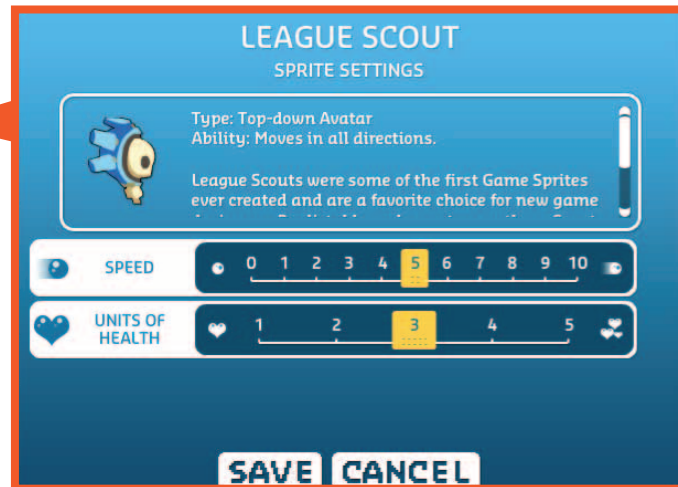 LEAGUE SCOUT
SPRITE SETTINGS
Type: Top-down Avatar
Ability: Moves in all directions.
League Scouts were some of the first Game Sprites
ever created and are a favorite choice for new game
SPEED 0 1 2 3 4 5 6 7 8 9 10
UNITS OF
HEALTH 1 2 3 4 5
SAVE CANCEL